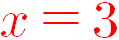 x = 3